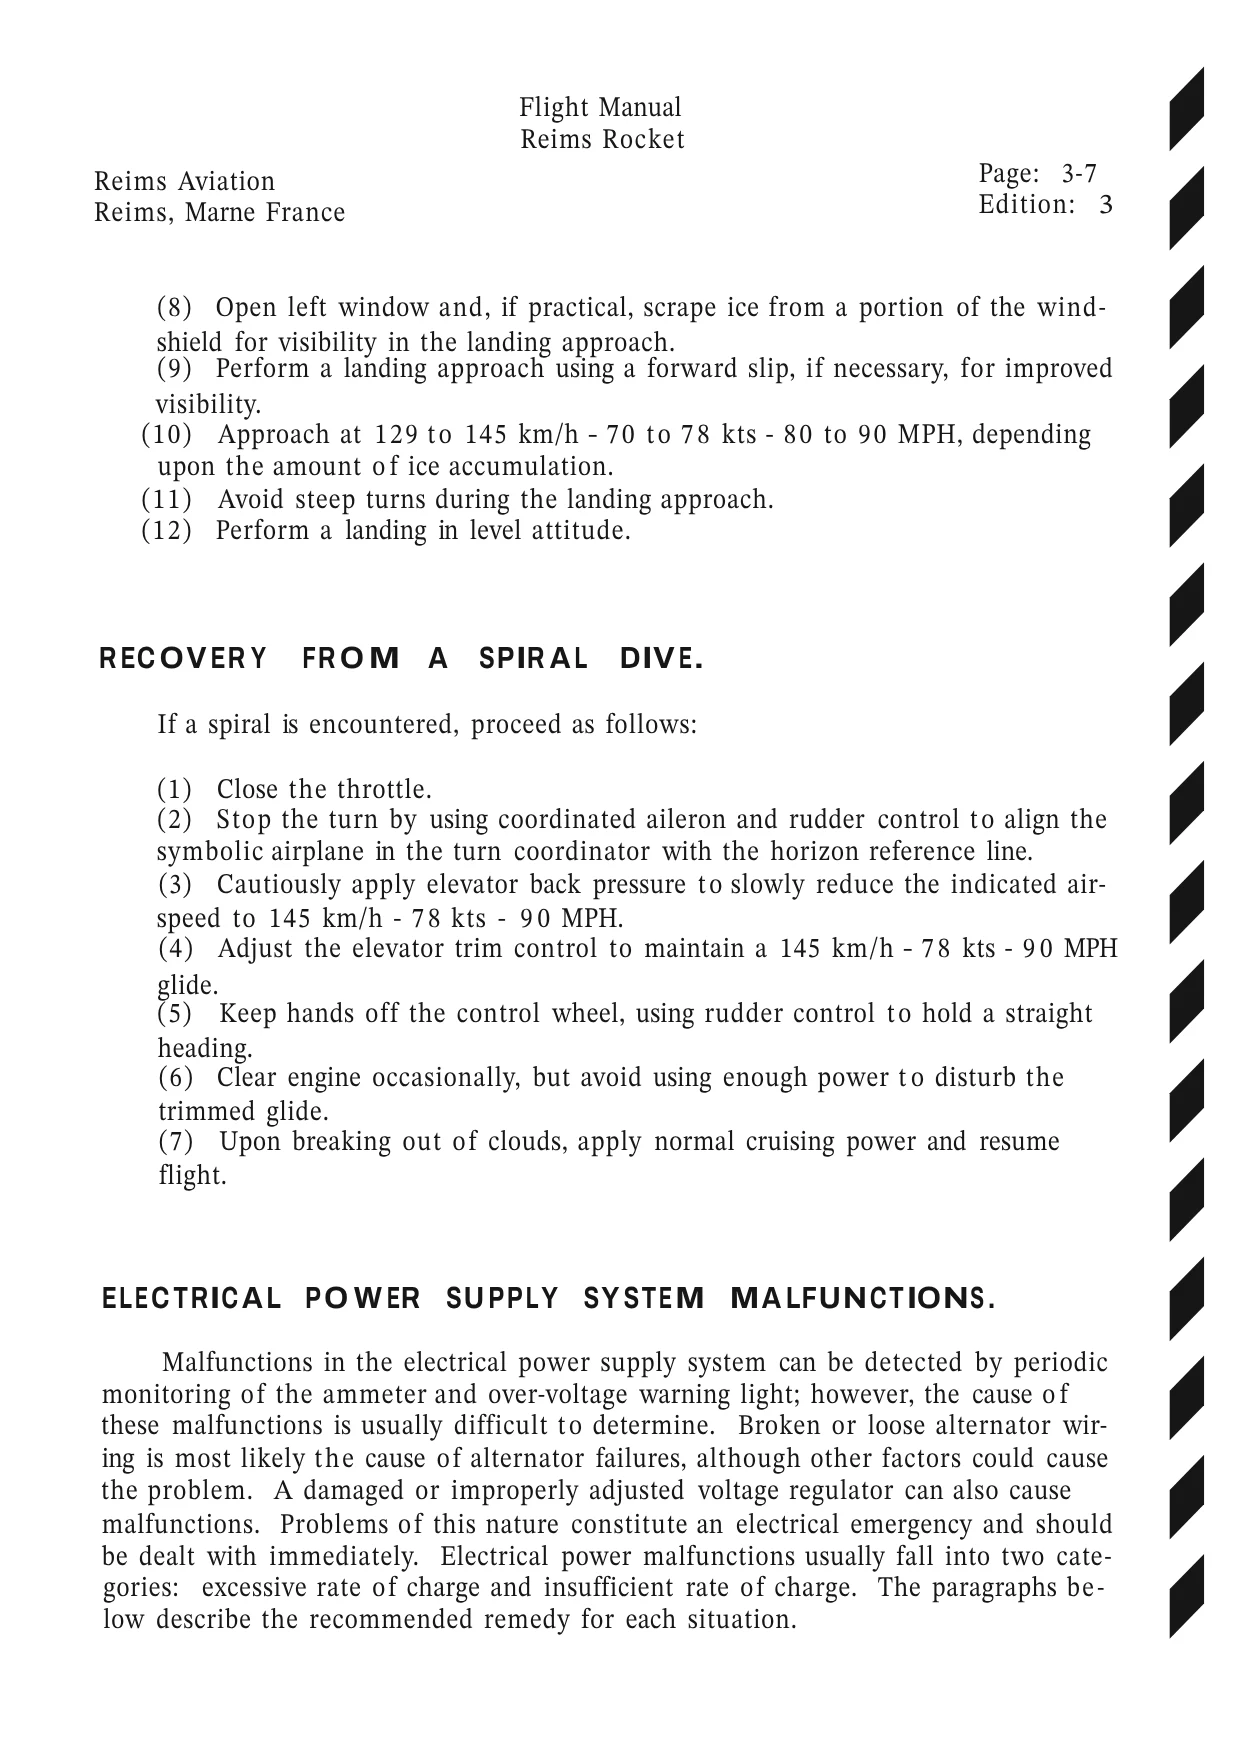 Flight Manual
Reims Rocket
Reims Aviation
Reims, Marne France
Page: 3-7
Edition: 3
(8) Open left window and, if practical, scrape ice from a portion of the wind-
shield for visibility in the landing approach.
(9) Perform a landing approach using a forward slip, if necessary, for improved
visibility.
(10) Approach at 129 to 145 km/h - 70 to 78 kts - 80 to 90 MPH, depending
upon the amount of ice accumulation.
(11) Avoid steep turns during the landing approach.
(12) Perform a landing in level attitude.
RECOVERY FROM A SPIRAL DIVE.
If a spiral is encountered, proceed as follows:
(1) Close the throttle.
(2) Stop the turn by using coordinated aileron and rudder control to align the
symbolic airplane in the turn coordinator with the horizon reference line.
(3) Cautiously apply elevator back pressure to slowly reduce the indicated air-
speed to 145 km/h - 78 kts - 90 MPH.
(4) Adjust the elevator trim control to maintain a 145 km/h - 78 kts - 90 MPH
glide.
(5) Keep hands off the control wheel, using rudder control to hold a straight
heading.
(6) Clear engine occasionally, but avoid using enough power to disturb the
trimmed glide.
(7) Upon breaking out of clouds, apply normal cruising power and resume
flight.
ELECTRICAL POWER SUPPLY SYSTEM MALFUNCTIONS.
Malfunctions in the electrical power supply system can be detected by periodic
monitoring of the ammeter and over-voltage warning light; however, the cause of
these malfunctions is usually difficult to determine. Broken or loose alternator wir-
ing is most likely the cause of alternator failures, although other factors could cause
the problem. A damaged or improperly adjusted voltage regulator can also cause
malfunctions. Problems of this nature constitute an electrical emergency and should
be dealt with immediately. Electrical power malfunctions usually fall into two cate-
gories: excessive rate of charge and insufficient rate of charge. The paragraphs be-
low describe the recommended remedy for each situation.